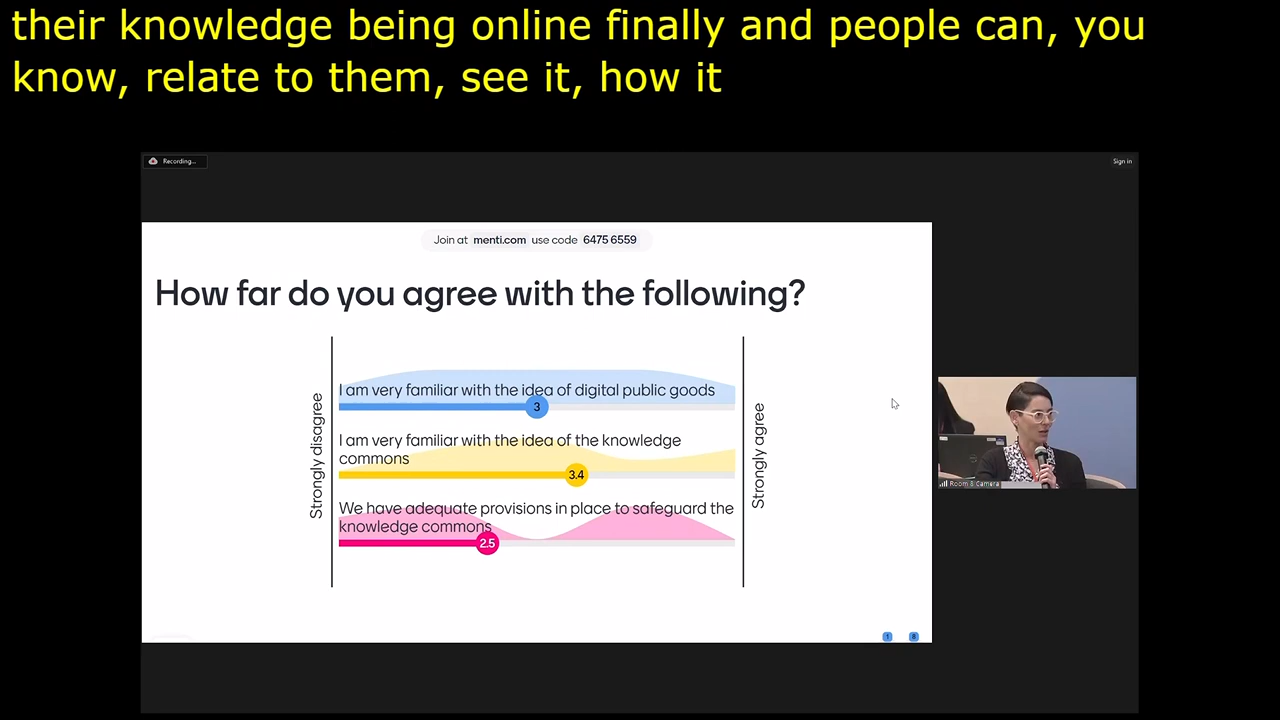 their knowledge being online finally and people can, you
know, relate to them, see it, how it
Recording...
Sign in
Join at menti.com use code 6475 6559
How far do you agree with the following?
Strongly disagree
I am very familiar with the idea of digital public goods
3
I am very familiar with the idea of the knowledge
commons
3.4
We have adequate provisions in place to safeguard the
knowledge commons
2.5
Strongly agree
Room 8 Camera
1
8